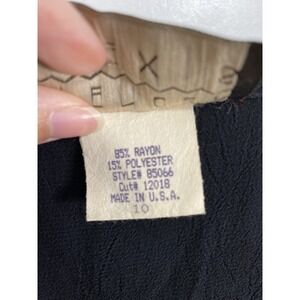 85% RAYON
15% POLYESTER
STYLE# 85066
Cut# 12018
MADE IN U.S.A.
10